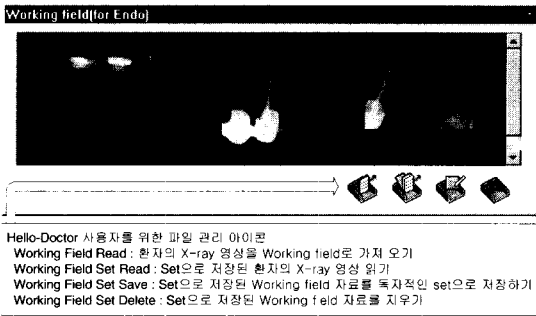 Working field(for Endo)
Hello-Doctor 사용자를 위한 파일 관리 아이콘
Working Field Read : 환자의 X-ray 영상을 Working field로 가져 오기
Working Field Set Read : Set으로 저장된 환자의 X-ray 영상 읽기
Working Field Set Save : Set으로 저장된 Working field 자료를 독자적인 set으로 저장하기
Working Field Set Delete : Set으로 저장된 Working field 자료를 지우기